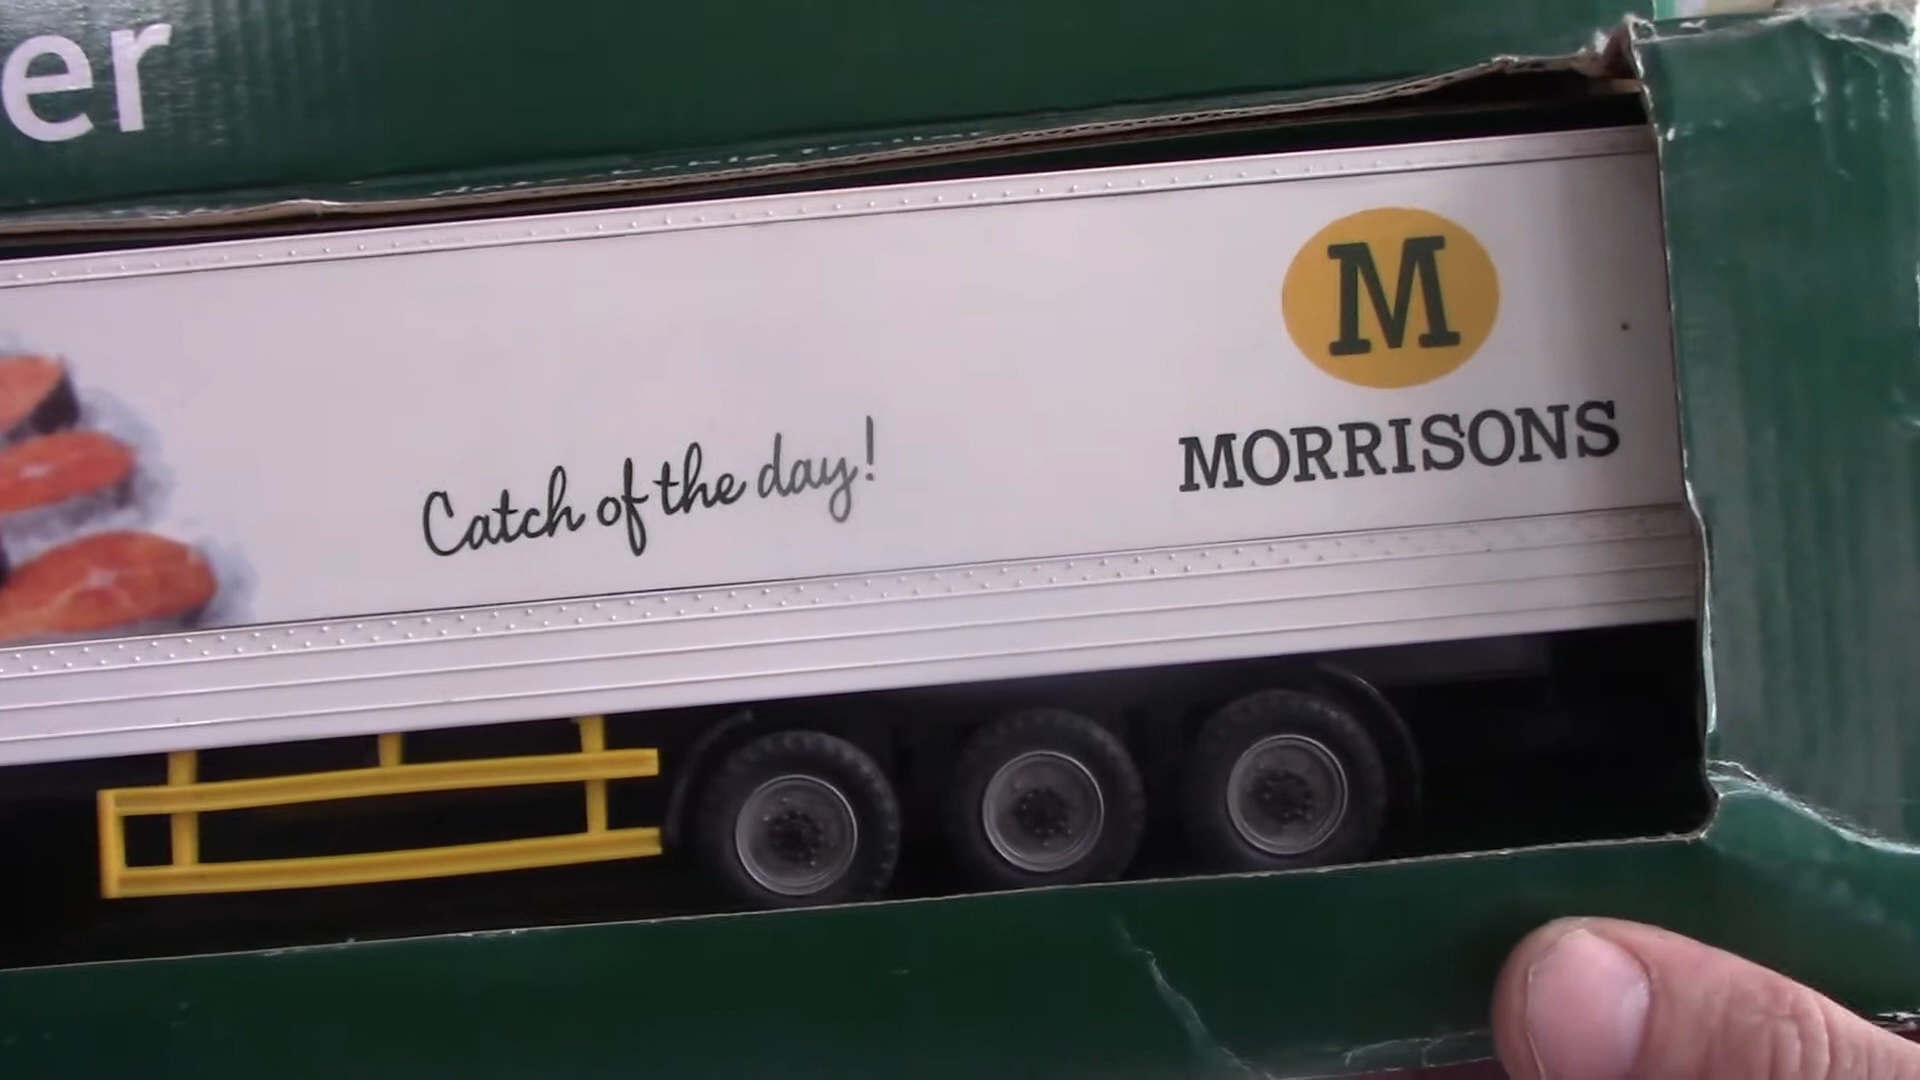 er
Catch of the day!
M
MORRISONS